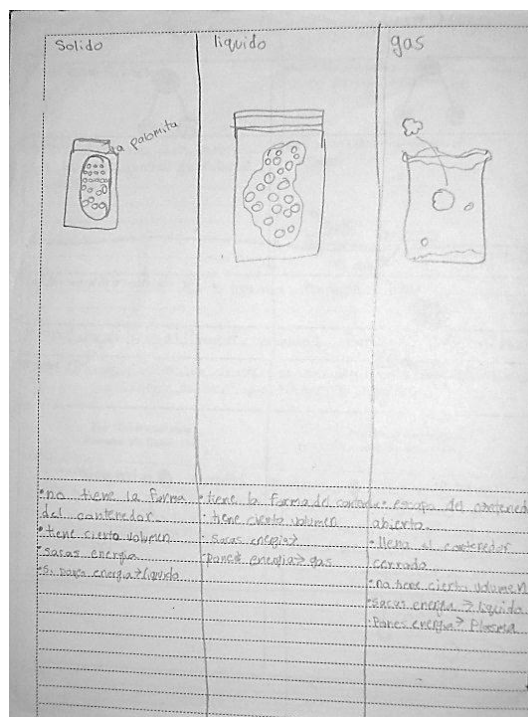 Solido
liquido
gas
la palomita
•no tiene la forma
del contenedor
•tiene cierto volumen
•sacas energia
•Si pones energia→liquido
•tiene la forma del contenedor
•tiene cierto volumen
•sacas energia→
•pones energia→gas
•escapa del contenedor
abierto
•llena el contenedor
cerrado
•no tiene cierto volumen
•Sacas energia→liquido
•Pones energia→Plasma